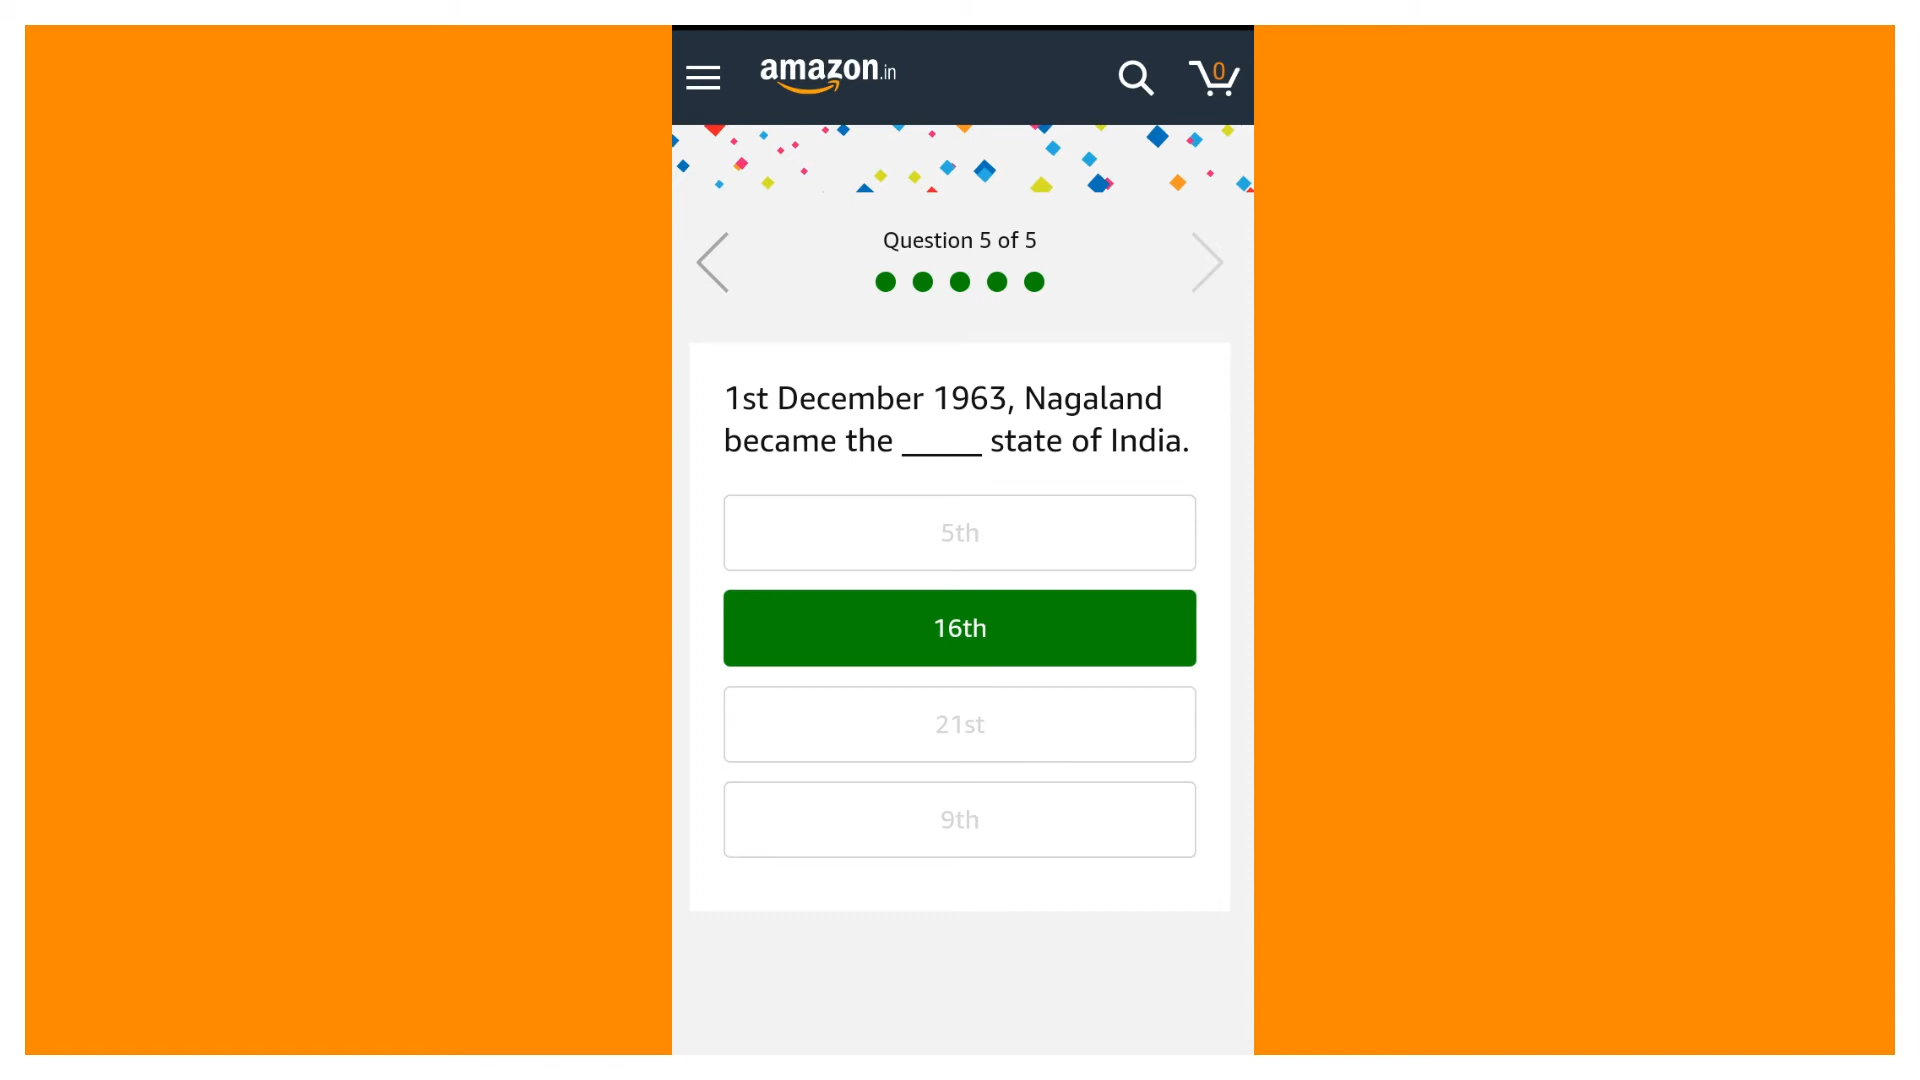 amazon.in
0
Question 5 of 5
1st December 1963, Nagaland
became the _____ state of India.
5th
16th
21st
9th